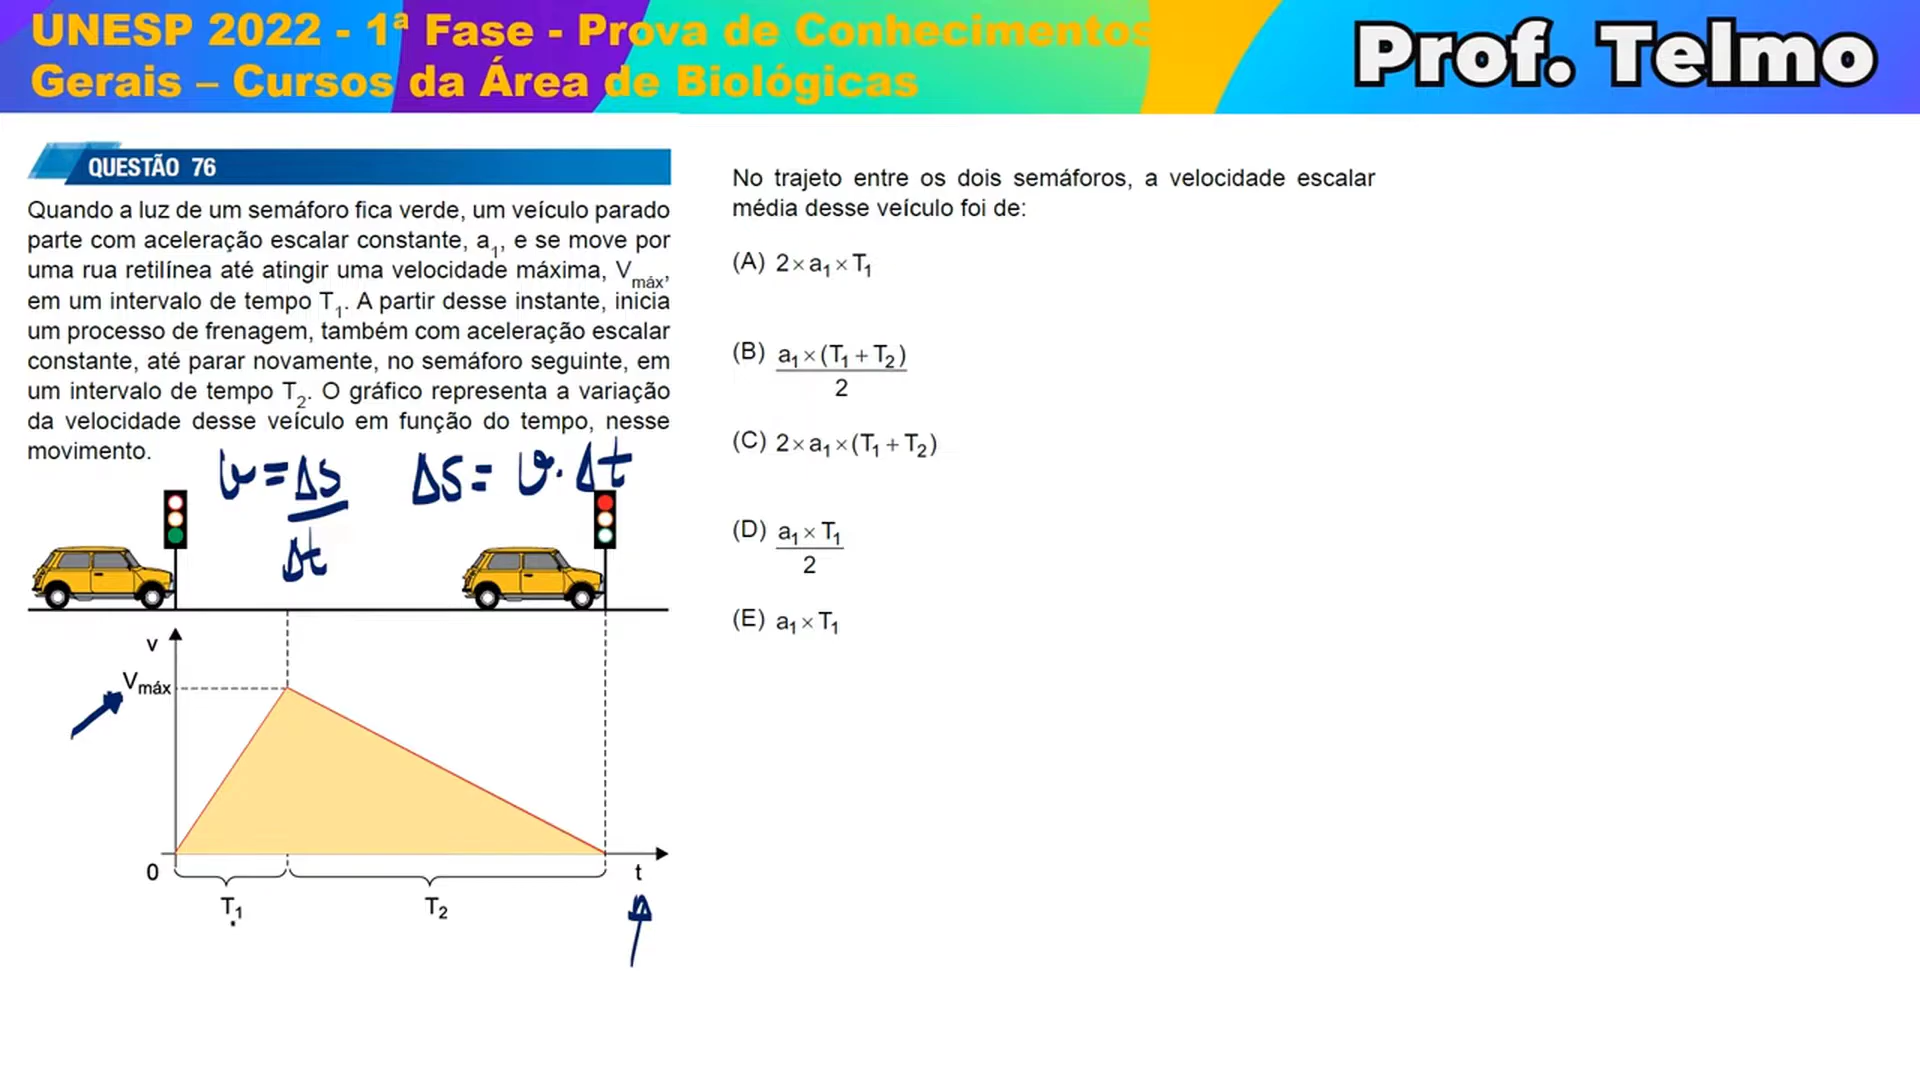 UNESP 2022 - 1ª Fase - Prova de Conhecimentos
Gerais – Cursos da Área de Biológicas
Prof. Telmo
QUESTÃO 76
Quando a luz de um semáforo fica verde, um veículo parado
parte com aceleração escalar constante, a₁, e se move por
uma rua retilínea até atingir uma velocidade máxima, Vmáx,
em um intervalo de tempo T₁. A partir desse instante, inicia
um processo de frenagem, também com aceleração escalar
constante, até parar novamente, no semáforo seguinte, em
um intervalo de tempo T₂. O gráfico representa a variação
da velocidade desse veículo em função do tempo, nesse
movimento.
v = ΔS / Δt
ΔS = v . Δt
v
Vmáx
0
t
T₁
T₂
No trajeto entre os dois semáforos, a velocidade escalar
média desse veículo foi de:
(A) 2 × a₁ × T₁
(B) a₁ × (T₁ + T₂) / 2
(C) 2 × a₁ × (T₁ + T₂)
(D) a₁ × T₁ / 2
(E) a₁ × T₁